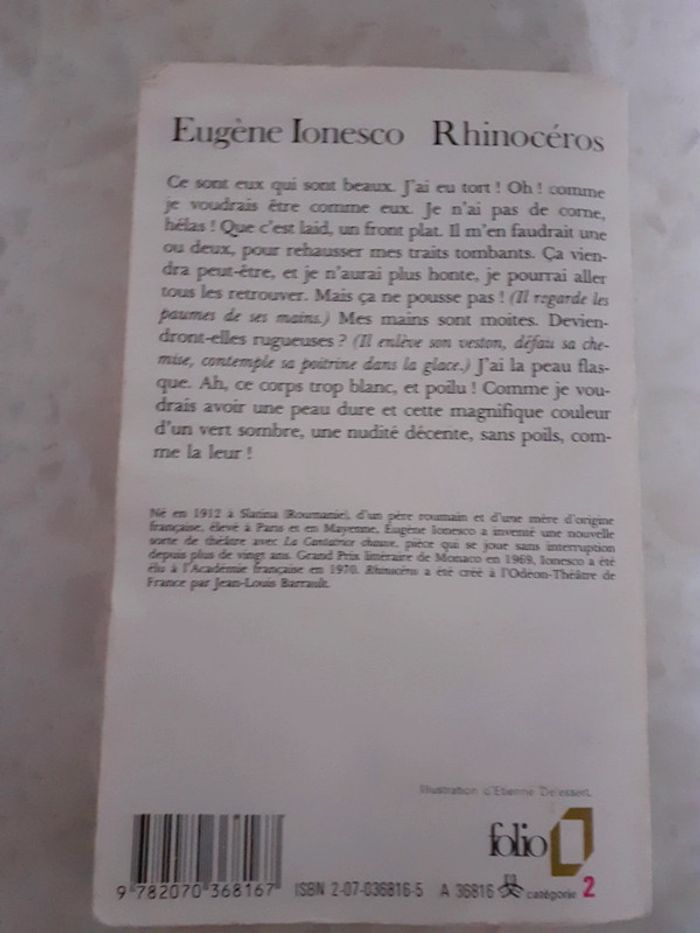 Eugène Ionesco Rhinocéros
Ce sont eux qui sont beaux. J'ai eu tort ! Oh ! comme
je voudrais être comme eux. Je n'ai pas de corne,
hélas ! Que c'est laid, un front plat. Il m'en faudrait une
ou deux, pour rehausser mes traits tombants. Ça vien-
dra peut-être, et je n'aurai plus honte, je pourrai aller
tous les retrouver. Mais ça ne pousse pas ! (Il regarde les
paumes de ses mains.) Mes mains sont moites. Devien-
dront-elles rugueuses ? (Il enlève son veston, défau sa che-
mise, contemple sa poitrine dans la glace.) J'ai la peau flas-
que. Ah, ce corps trop blanc, et poilu ! Comme je vou-
drais avoir une peau dure et cette magnifique couleur
d'un vert sombre, une nudité décente, sans poils, com-
me la leur !
Né en 1912 à Slatina (Roumanie), d'un père roumain et d'une mère d'origine
française, élevé à Paris et en Mayenne, Eugène Ionesco a inventé une nouvelle
sorte de théâtre avec La Cantatrice chauve, pièce qui se joue sans interruption
depuis plus de vingt ans. Grand Prix littéraire de Monaco en 1969, Ionesco a été
élu à l'Académie française en 1970. Rhinocéros a été créé à l'Odéon-Théâtre de
France par Jean-Louis Barrault.
Illustration d'Etienne Delessert.
folio
9 782070 368167 ISBN 2-07-036816-5 A 36816 catégorie 2